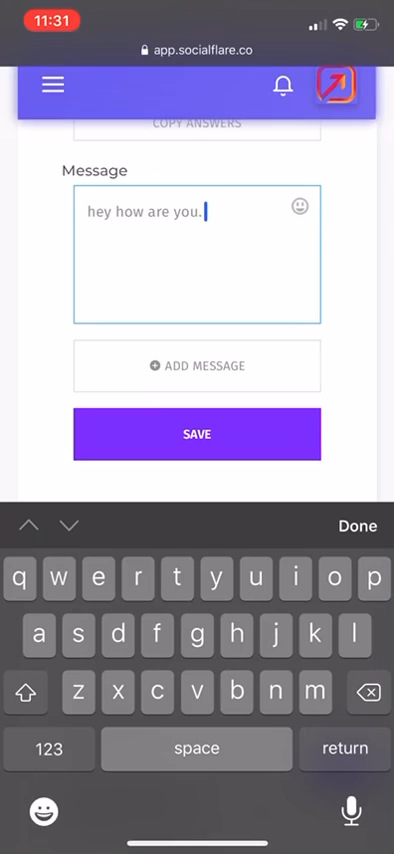 11:31
app.socialflare.co
COPY ANSWERS
Message
hey how are you.
ADD MESSAGE
SAVE
Done
q w e r t y u i o p
a s d f g h j k l
z x c v b n m
123 space return